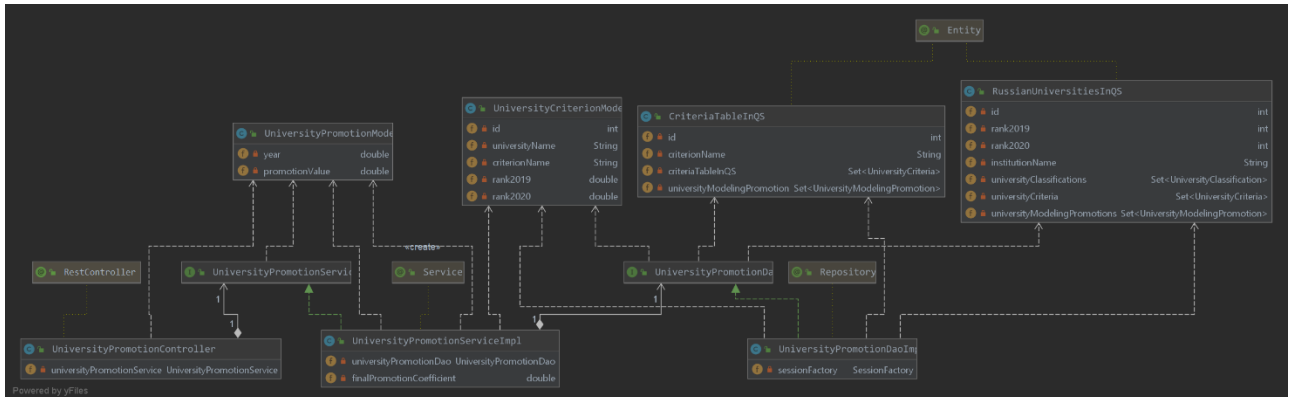 Entity
RussianUniversitiesInQS
id int
rank2019 int
rank2020 int
institutionName String
universityClassifications Set<UniversityClassification>
universityCriteria Set<UniversityCriteria>
universityModelingPromotions Set<UniversityModelingPromotion>
CriteriaTableInQS
id int
criterionName String
criteriaTableInQS Set<UniversityCriteria>
universityModelingPromotion Set<UniversityModelingPromotion>
UniversityCriterionMode
id int
universityName String
criterionName String
rank2019 double
rank2020 double
UniversityPromotionMode
year double
promotionValue double
«create»
RestController
UniversityPromotionServic
Service
UniversityPromotionDa
Repository
1
1
1
1
UniversityPromotionController
universityPromotionService UniversityPromotionService
UniversityPromotionServiceImpl
universityPromotionDao UniversityPromotionDao
finalPromotionCoefficient double
UniversityPromotionDaoImp
sessionFactory SessionFactory
Powered by yFiles